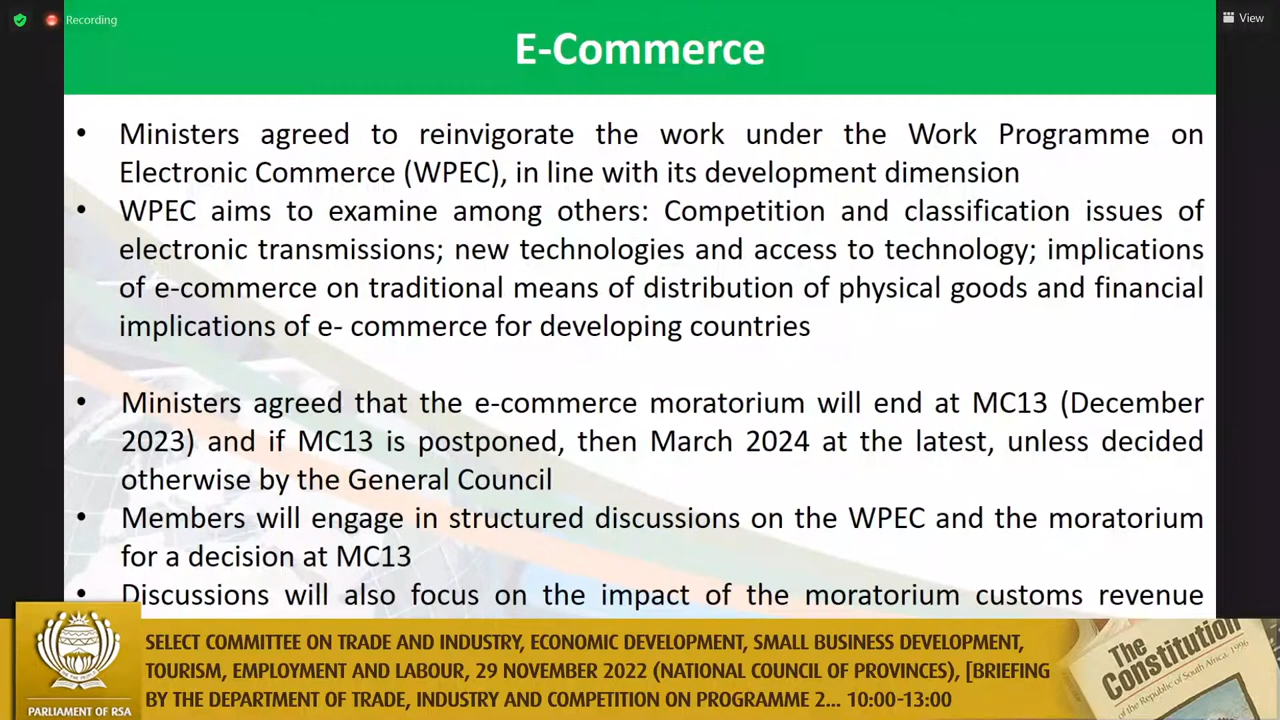 Recording
View
E-Commerce
• Ministers agreed to reinvigorate the work under the Work Programme on
Electronic Commerce (WPEC), in line with its development dimension
• WPEC aims to examine among others: Competition and classification issues of
electronic transmissions; new technologies and access to technology; implications
of e-commerce on traditional means of distribution of physical goods and financial
implications of e- commerce for developing countries
• Ministers agreed that the e-commerce moratorium will end at MC13 (December
2023) and if MC13 is postponed, then March 2024 at the latest, unless decided
otherwise by the General Council
• Members will engage in structured discussions on the WPEC and the moratorium
for a decision at MC13
• Discussions will also focus on the impact of the moratorium customs revenue
SELECT COMMITTEE ON TRADE AND INDUSTRY, ECONOMIC DEVELOPMENT, SMALL BUSINESS DEVELOPMENT,
TOURISM, EMPLOYMENT AND LABOUR, 29 NOVEMBER 2022 (NATIONAL COUNCIL OF PROVINCES), [BRIEFING
BY THE DEPARTMENT OF TRADE, INDUSTRY AND COMPETITION ON PROGRAMME 2... 10:00-13:00
PARLIAMENT OF RSA
The
Constitution
of the Republic of South Africa, 1996